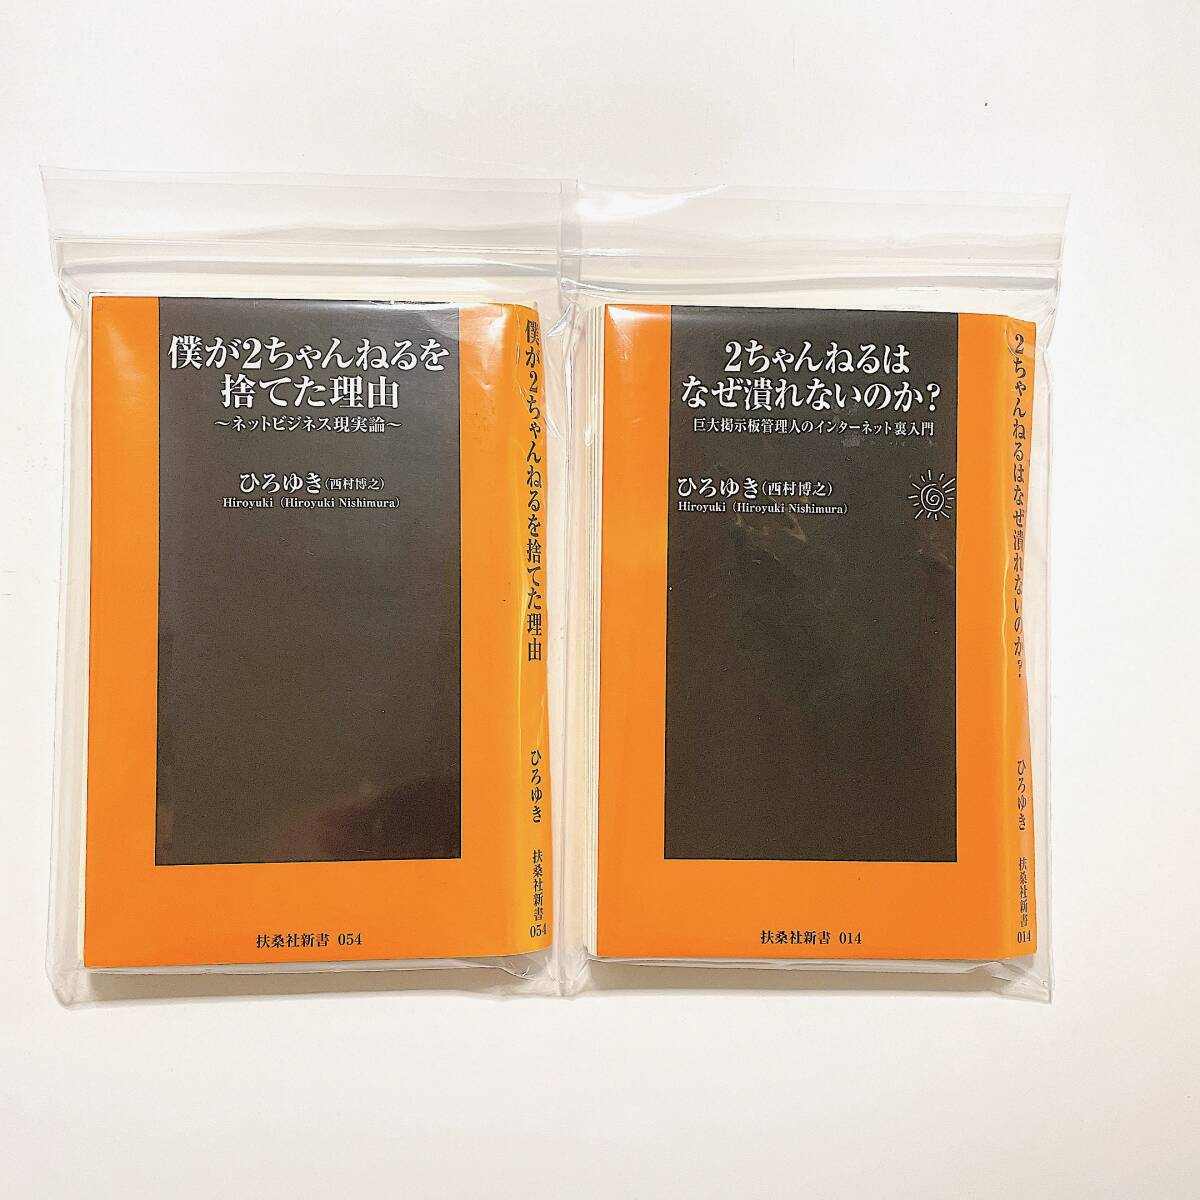 僕が2ちゃんねるを
捨てた理由
～ネットビジネス現実論～
ひろゆき(西村博之)
Hiroyuki (Hiroyuki Nishimura)
扶桑社新書 054
僕が2ちゃんねるを捨てた理由
ひろゆき
扶桑社新書
054
2ちゃんねるは
なぜ潰れないのか?
巨大掲示板管理人のインターネット裏入門
ひろゆき(西村博之)
Hiroyuki (Hiroyuki Nishimura)
扶桑社新書 014
2ちゃんねるはなぜ潰れないのか?
ひろゆき
扶桑社新書
014